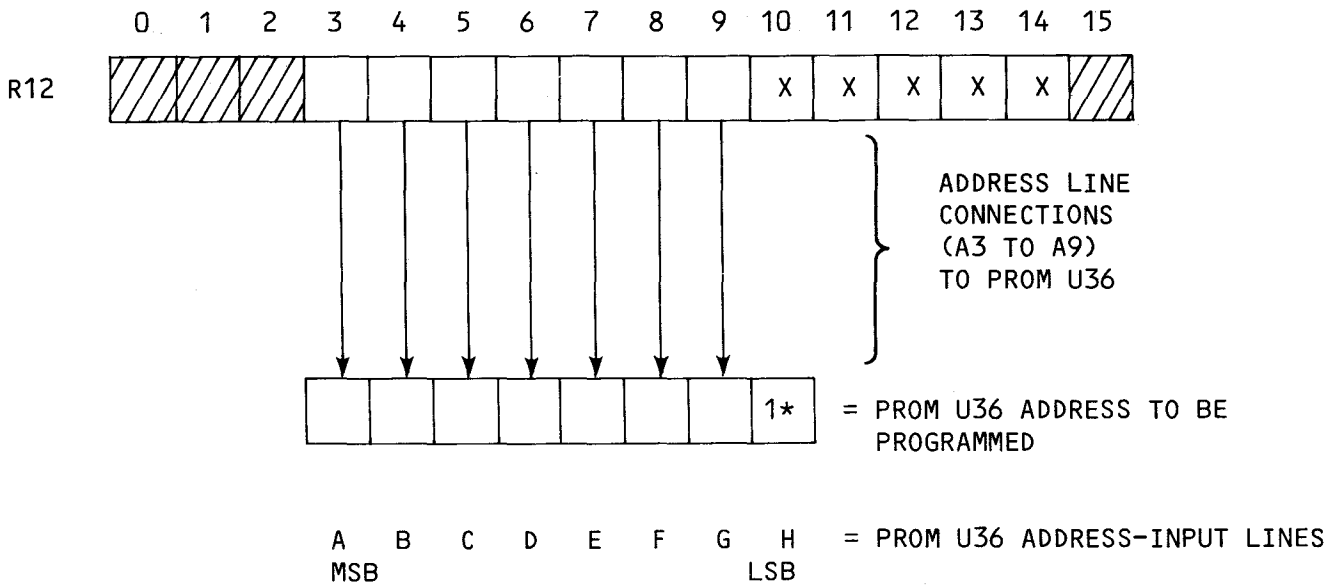 0 1 2 3 4 5 6 7 8 9 10 11 12 13 14 15
R12 X X X X X
ADDRESS LINE
CONNECTIONS
(A3 TO A9)
TO PROM U36
1* = PROM U36 ADDRESS TO BE
PROGRAMMED
A B C D E F G H = PROM U36 ADDRESS-INPUT LINES
MSB LSB